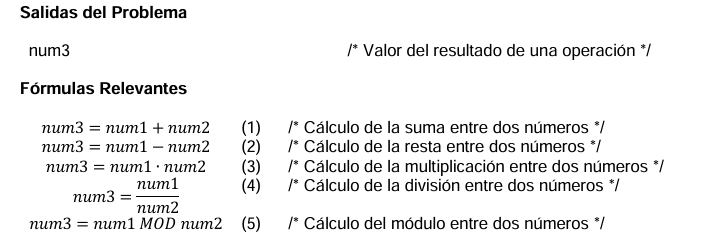 Salidas del Problema
num3 /* Valor del resultado de una operación */
Fórmulas Relevantes
num3 = num1 + num2 (1) /* Cálculo de la suma entre dos números */
num3 = num1 − num2 (2) /* Cálculo de la resta entre dos números */
num3 = num1 · num2 (3) /* Cálculo de la multiplicación entre dos números */
num3 = num1/num2 (4) /* Cálculo de la división entre dos números */
num3 = num1 MOD num2 (5) /* Cálculo del módulo entre dos números */